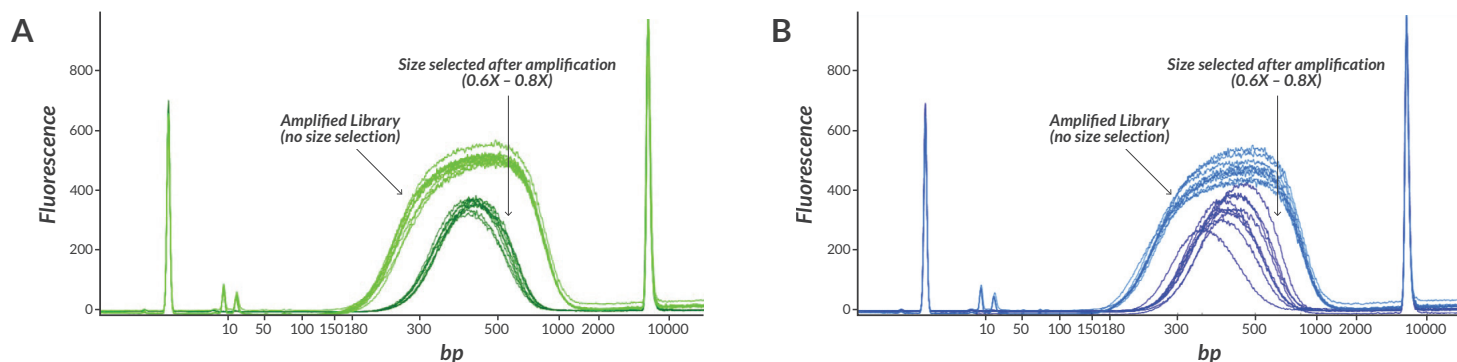 A
Fluorescence
800
600
400
200
0
Size selected after amplification
(0.6X – 0.8X)
Amplified Library
(no size selection)
10 50 100 150 180 300 500 1000 2000 10000
bp
B
Fluorescence
800
600
400
200
0
Size selected after amplification
(0.6X – 0.8X)
Amplified Library
(no size selection)
10 50 100 150 180 300 500 1000 2000 10000
bp